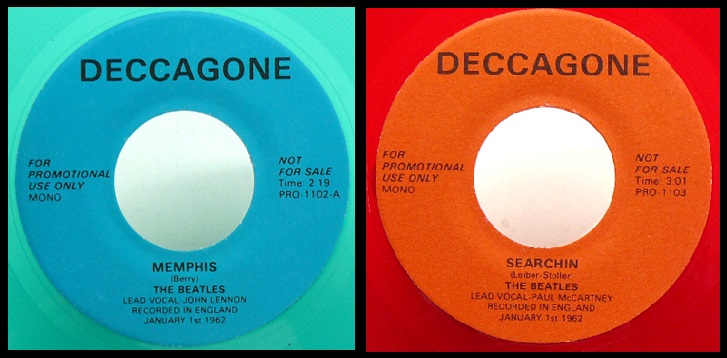 DECCAGONE
FOR
PROMOTIONAL
USE ONLY
MONO
NOT
FOR SALE
Time: 2:19
PRO-1102-A
MEMPHIS
(Berry)
THE BEATLES
LEAD VOCAL-JOHN LENNON
RECORDED IN ENGLAND
JANUARY 1st 1962
DECCAGONE
FOR
PROMOTIONAL
USE ONLY
MONO
NOT
FOR SALE
Time: 3:01
PRO-1103
SEARCHIN
(Leiber-Stoller)
THE BEATLES
LEAD VOCAL-PAUL McCARTNEY
RECORDED IN ENGLAND
JANUARY 1st 1962